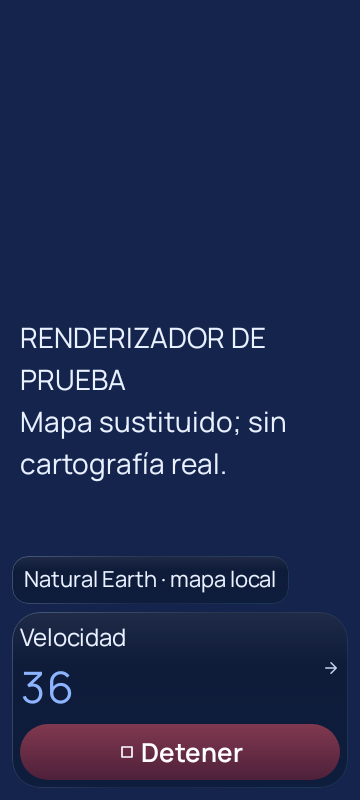 RENDERIZADOR DE
PRUEBA
Mapa sustituido; sin
cartografía real.
Natural Earth · mapa local
Velocidad
36
Detener